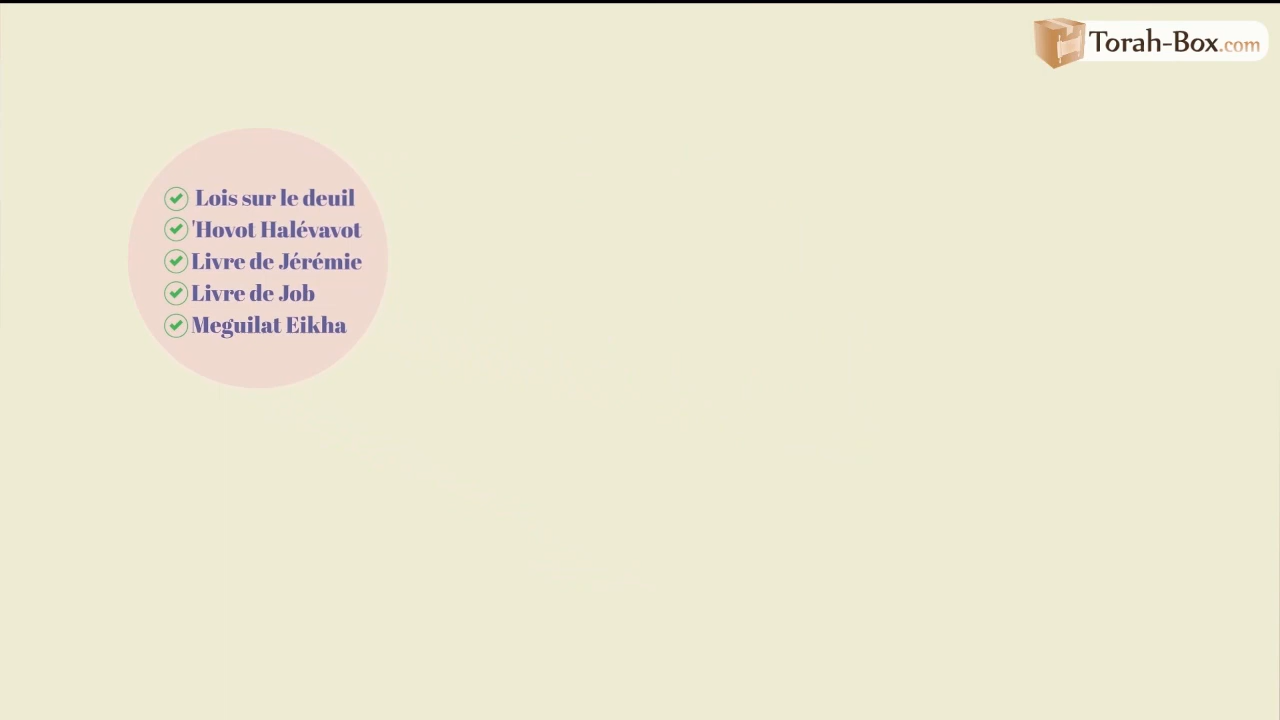 Torah-Box.com
Lois sur le deuil
'Hovot Halévavot
Livre de Jérémie
Livre de Job
Meguilat Eikha